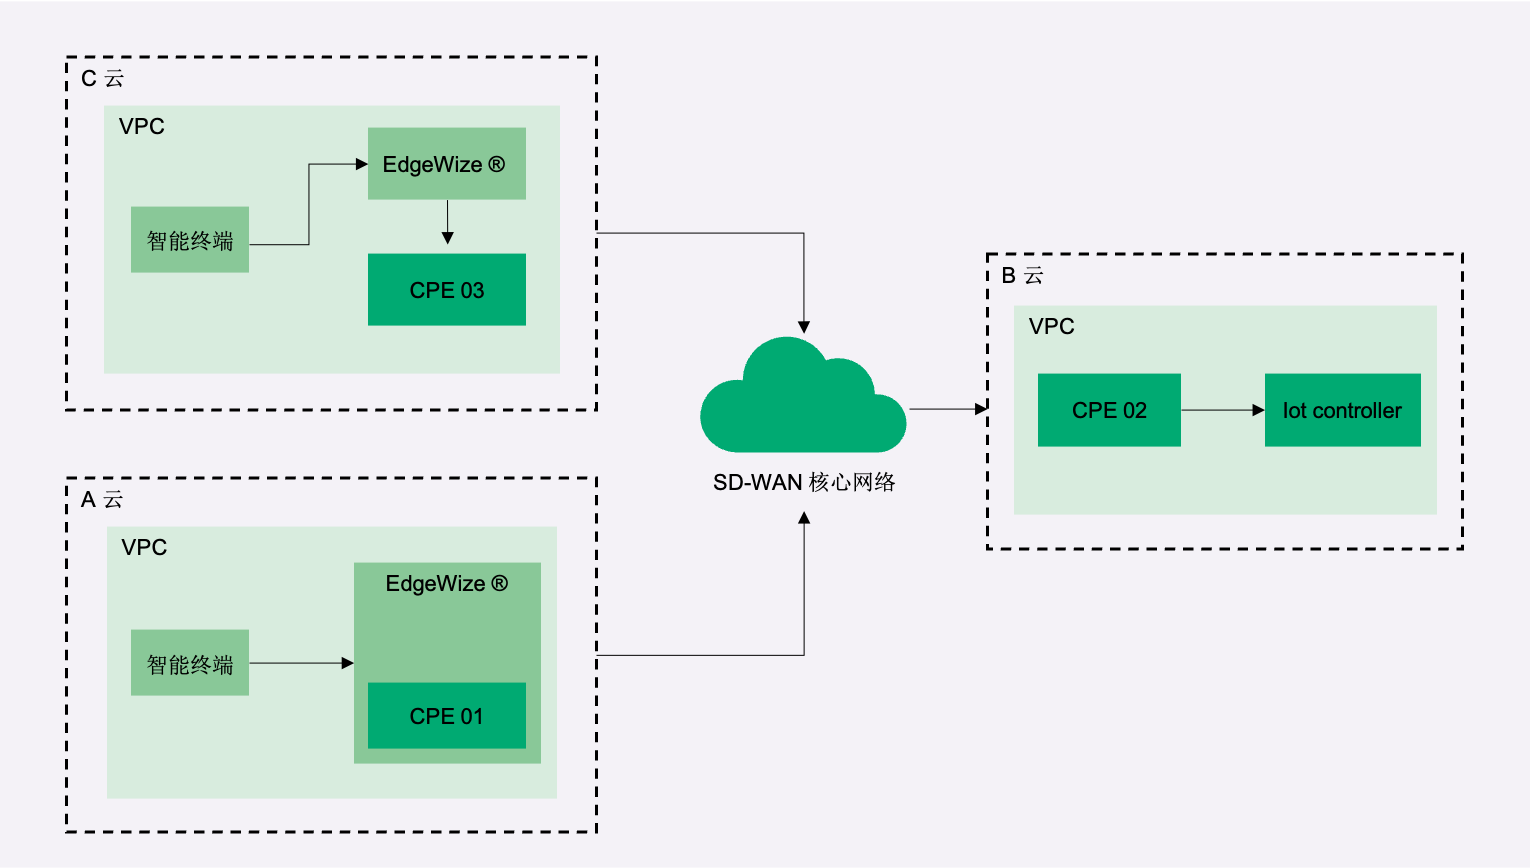 C 云
VPC
EdgeWize ®
智能终端
CPE 03
A 云
VPC
EdgeWize ®
智能终端
CPE 01
SD-WAN 核心网络
B 云
VPC
CPE 02
Iot controller